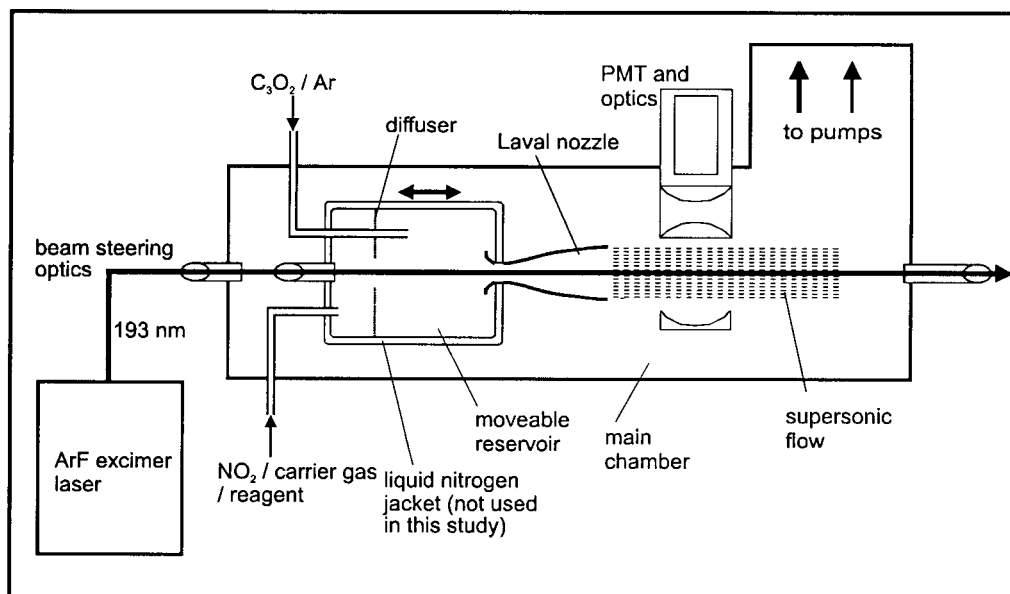 C₃O₂ / Ar
diffuser
Laval nozzle
PMT and
optics
to pumps
beam steering
optics
193 nm
ArF excimer
laser
NO₂ / carrier gas
/ reagent
liquid nitrogen
jacket (not used
in this study)
moveable
reservoir
main
chamber
supersonic
flow